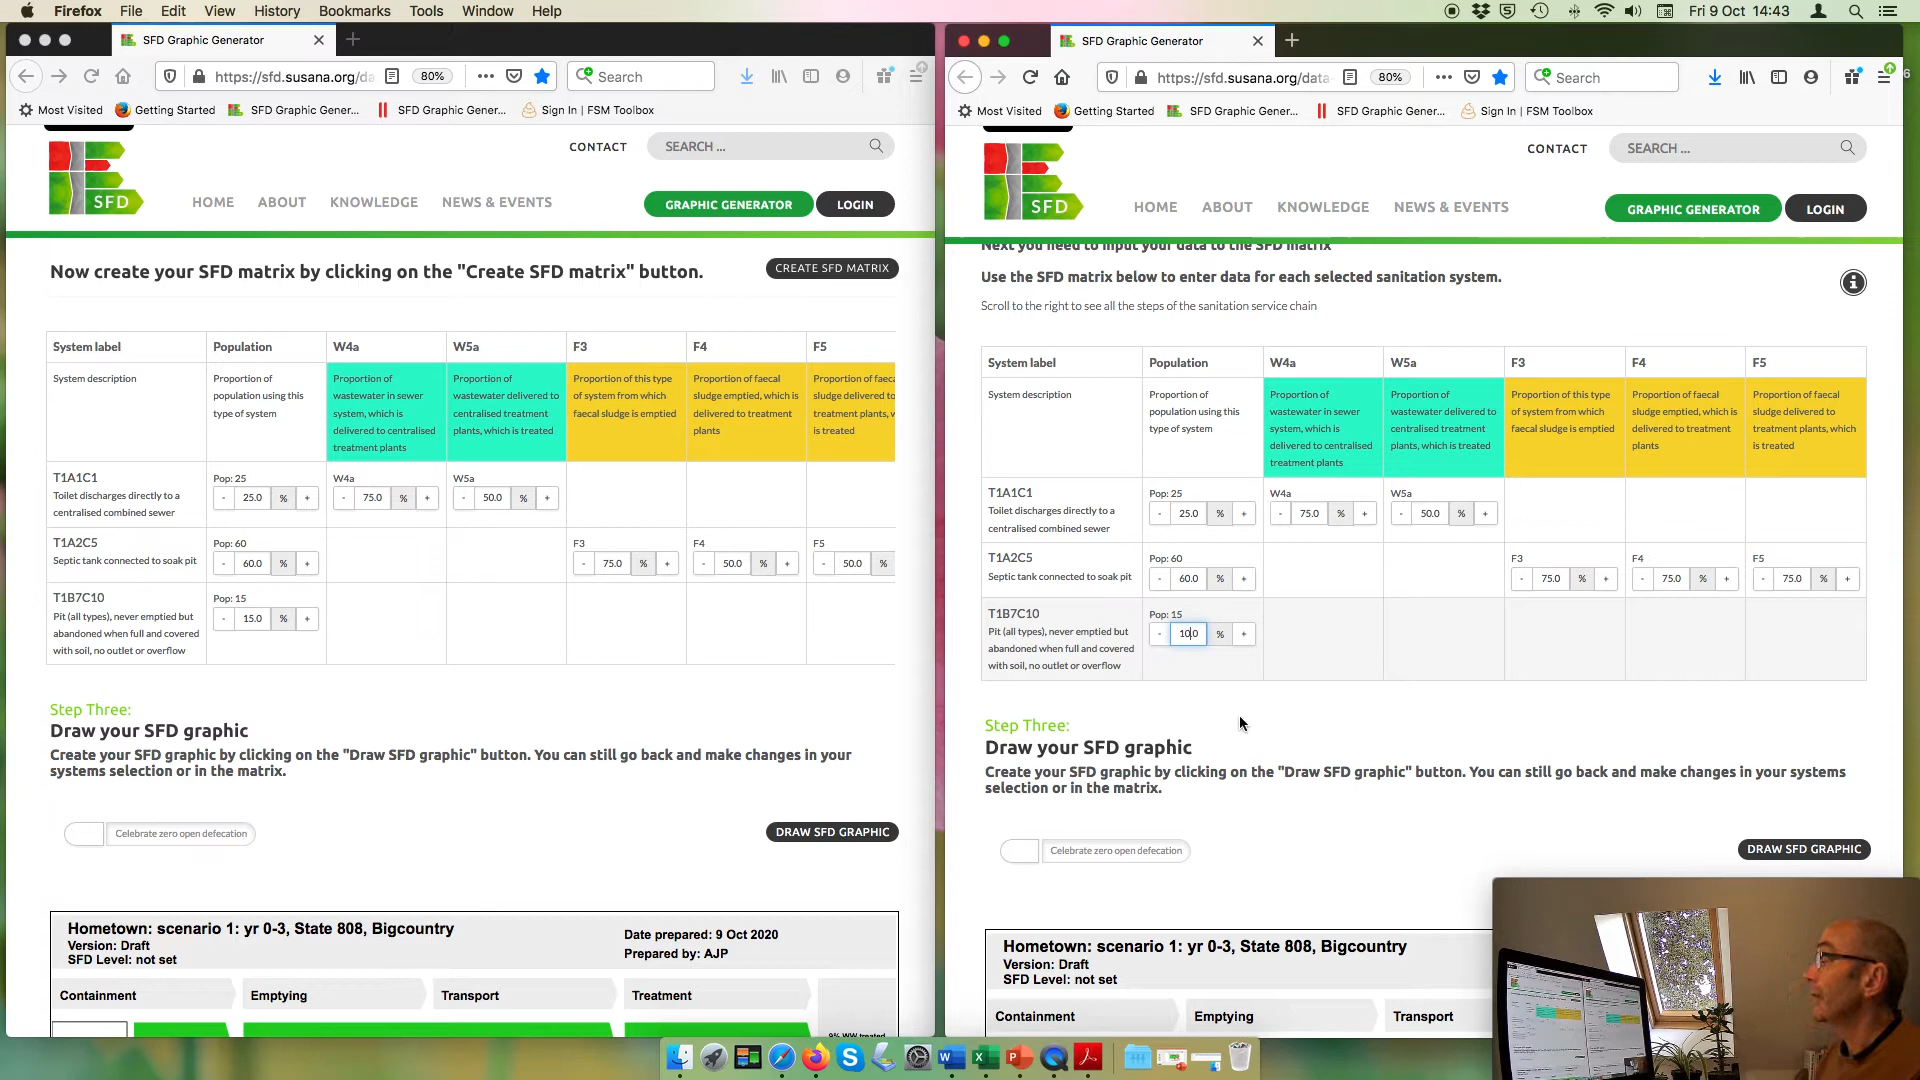 Firefox File Edit View History Bookmarks Tools Window Help Fri 9 Oct 14:43
SFD Graphic Generator
https://sfd.susana.org/da 80% Search
Most Visited Getting Started SFD Graphic Gener... SFD Graphic Gener... Sign In | FSM Toolbox
CONTACT SEARCH ...
SFD HOME ABOUT KNOWLEDGE NEWS & EVENTS GRAPHIC GENERATOR LOGIN
Now create your SFD matrix by clicking on the "Create SFD matrix" button. CREATE SFD MATRIX
System label Population W4a W5a F3 F4 F5
System description
Proportion of
population using this
type of system
Proportion of
wastewater in sewer
system, which is
delivered to centralised
treatment plants
Proportion of
wastewater delivered to
centralised treatment
plants, which is treated
Proportion of this type
of system from which
faecal sludge is emptied
Proportion of faecal
sludge emptied, which is
delivered to treatment
plants
Proportion of faeca
sludge delivered to
treatment plants, w
is treated
T1A1C1
Toilet discharges directly to a
centralised combined sewer
Pop: 25
- 25.0 % +
W4a
- 75.0 % +
W5a
- 50.0 % +
T1A2C5
Septic tank connected to soak pit
Pop: 60
- 60.0 % +
F3
- 75.0 % +
F4
- 50.0 % +
F5
- 50.0 %
T1B7C10
Pit (all types), never emptied but
abandoned when full and covered
with soil, no outlet or overflow
Pop: 15
- 15.0 % +
Step Three:
Draw your SFD graphic
Create your SFD graphic by clicking on the "Draw SFD graphic" button. You can still go back and make changes in your
systems selection or in the matrix.
Celebrate zero open defecation DRAW SFD GRAPHIC
Hometown: scenario 1: yr 0-3, State 808, Bigcountry
Version: Draft
SFD Level: not set
Date prepared: 9 Oct 2020
Prepared by: AJP
Containment Emptying Transport Treatment
SFD Graphic Generator
https://sfd.susana.org/data- 80% Search
Most Visited Getting Started SFD Graphic Gener... SFD Graphic Gener... Sign In | FSM Toolbox
CONTACT SEARCH ...
SFD HOME ABOUT KNOWLEDGE NEWS & EVENTS GRAPHIC GENERATOR LOGIN
Next you need to input your data to the SFD matrix
Use the SFD matrix below to enter data for each selected sanitation system.
Scroll to the right to see all the steps of the sanitation service chain
System label Population W4a W5a F3 F4 F5
System description
Proportion of
population using this
type of system
Proportion of
wastewater in sewer
system, which is
delivered to centralised
treatment plants
Proportion of
wastewater delivered to
centralised treatment
plants, which is treated
Proportion of this type
of system from which
faecal sludge is emptied
Proportion of faecal
sludge emptied, which is
delivered to treatment
plants
Proportion of faecal
sludge delivered to
treatment plants, which
is treated
T1A1C1
Toilet discharges directly to a
centralised combined sewer
Pop: 25
- 25.0 % +
W4a
- 75.0 % +
W5a
- 50.0 % +
T1A2C5
Septic tank connected to soak pit
Pop: 60
- 60.0 % +
F3
- 75.0 % +
F4
- 75.0 % +
F5
- 75.0 % +
T1B7C10
Pit (all types), never emptied but
abandoned when full and covered
with soil, no outlet or overflow
Pop: 15
- 10.0 % +
Step Three:
Draw your SFD graphic
Create your SFD graphic by clicking on the "Draw SFD graphic" button. You can still go back and make changes in your systems
selection or in the matrix.
Celebrate zero open defecation DRAW SFD GRAPHIC
Hometown: scenario 1: yr 0-3, State 808, Bigcountry
Version: Draft
SFD Level: not set
Containment Emptying Transport